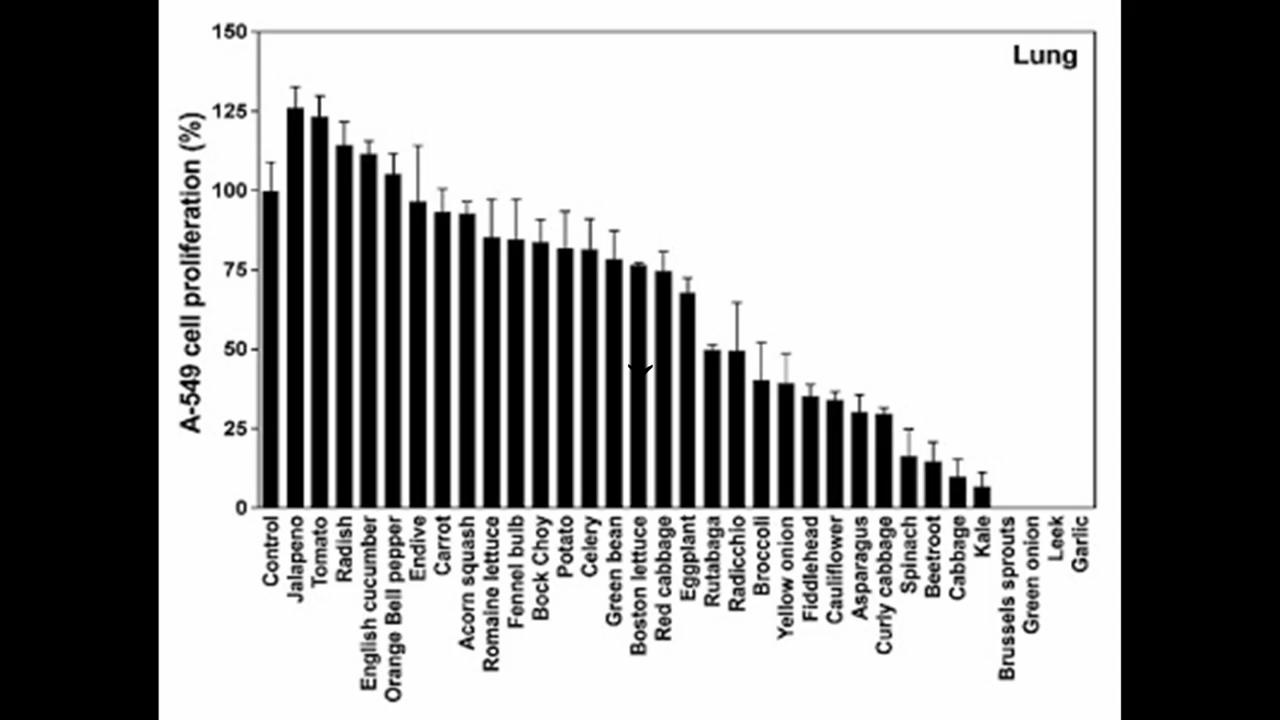 150
Lung
125
100
75
50
25
0
A-549 cell proliferation (%)
Control
Jalapeno
Tomato
Radish
English cucumber
Orange Bell pepper
Endive
Carrot
Acorn squash
Romaine lettuce
Fennel bulb
Bock Choy
Potato
Celery
Green bean
Boston lettuce
Red cabbage
Eggplant
Rutabaga
Radicchio
Broccoli
Yellow onion
Fiddlehead
Cauliflower
Asparagus
Curly cabbage
Spinach
Beetroot
Cabbage
Kale
Brussels sprouts
Green onion
Leek
Garlic